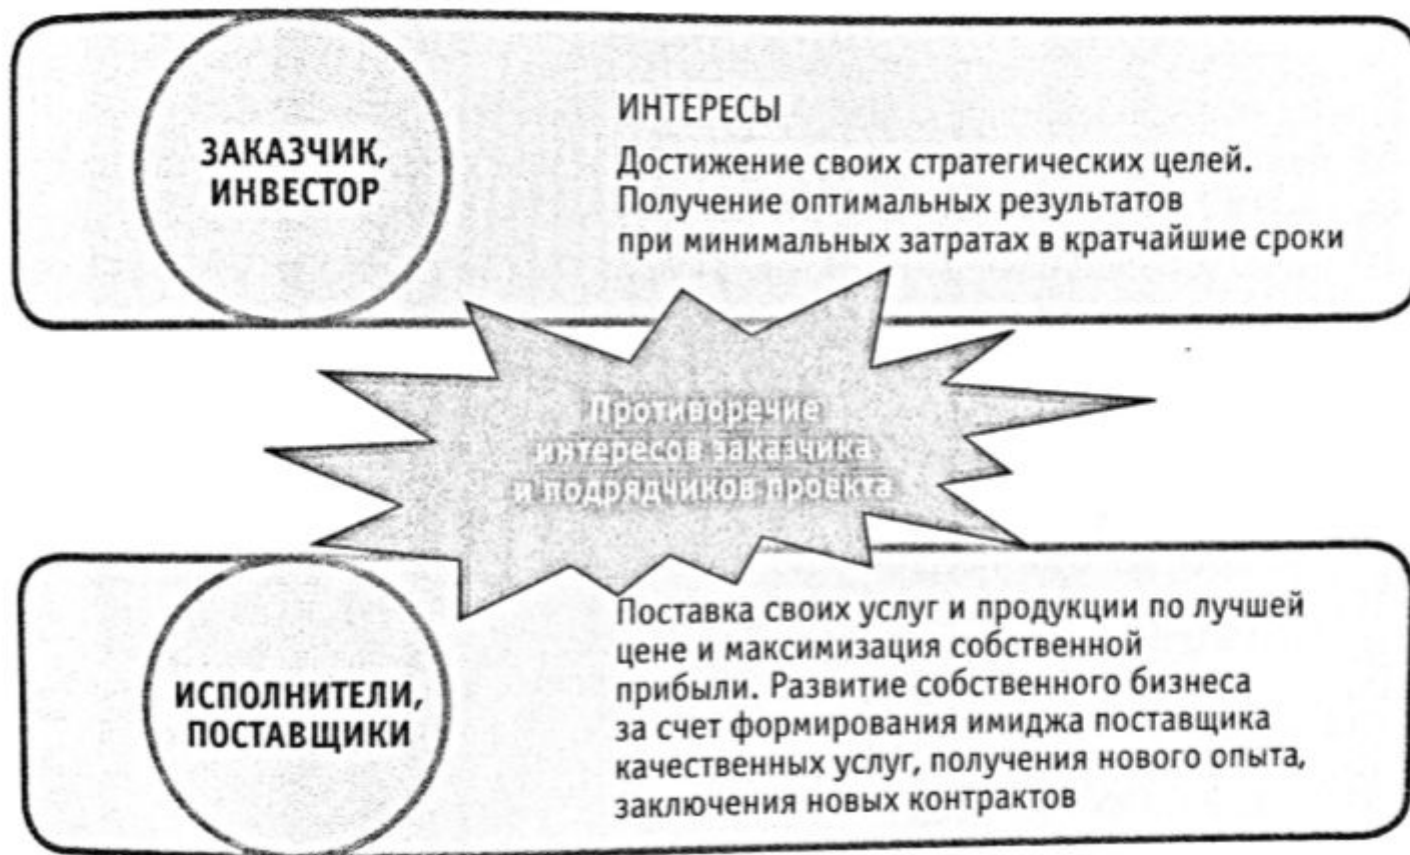 ЗАКАЗЧИК,
ИНВЕСТОР
ИНТЕРЕСЫ
Достижение своих стратегических целей.
Получение оптимальных результатов
при минимальных затратах в кратчайшие сроки
Противоречие
интересов заказчика
и подрядчиков проекта
ИСПОЛНИТЕЛИ,
ПОСТАВЩИКИ
Поставка своих услуг и продукции по лучшей
цене и максимизация собственной
прибыли. Развитие собственного бизнеса
за счет формирования имиджа поставщика
качественных услуг, получения нового опыта,
заключения новых контрактов